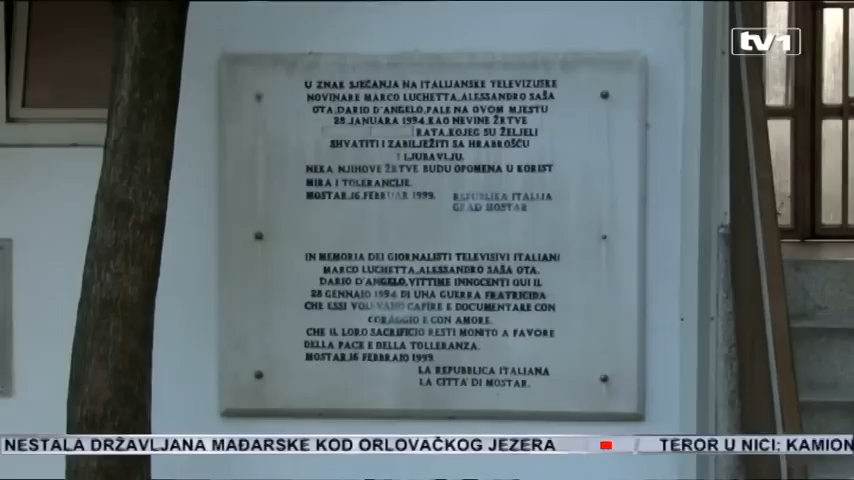 tv1
U ZNAK SJEĆANJA NA ITALIJANSKE TELEVIZIJSKE
NOVINARE MARCO LUCHETTA, ALESSANDRO SAŠA
OTA, DARIO D'ANGELO, PALE NA OVOM MJESTU
28 JANUARA 1994. KAO NEVINE ŽRTVE
RATA, KOJEG SU ŽELJELI
SHVATITI I ZABILJEŽITI SA HRABROŠĆU
I LJUBAVLJU.
NEKA NJIHOVE ŽRTVE BUDU OPOMENA U KORIST
MIRA I TOLERANCIJE.
MOSTAR, 16 FEBRUAR 1999. REPUBLIKA ITALIA
GRAD MOSTAR
IN MEMORIA DEI GIORNALISTI TELEVISIVI ITALIANI
MARCO LUCHETTA, ALESSANDRO SAŠA OTA,
DARIO D'ANGELO, VITTIME INNOCENTI QUI IL
28 GENNAIO 1994 DI UNA GUERRA FRATRICIDA
CHE ESSI VOLEVANO CAPIRE E DOCUMENTARE CON
CORAGGIO E CON AMORE.
CHE IL LORO SACRIFICIO RESTI MONITO A FAVORE
DELLA PACE E DELLA TOLLERANZA.
MOSTAR, 16 FEBRAIO 1999.
LA REPUBBLICA ITALIANA
LA CITTA' DI MOSTAR.
NESTALA DRŽAVLJANA MAĐARSKE KOD ORLOVAČKOG JEZERA TEROR U NICI: KAMION